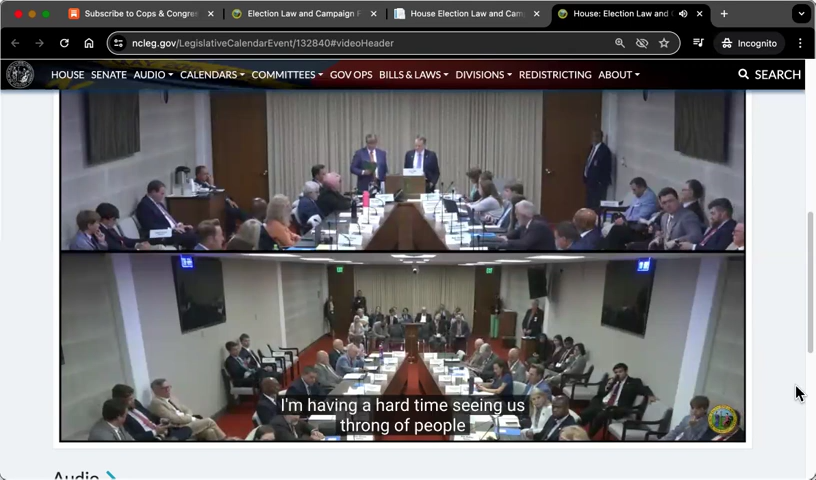 Subscribe to Cops & Congre
Election Law and Campaign F
House Election Law and Cam
House: Election Law and
ncleg.gov/LegislativeCalendarEvent/132840#videoHeader
Incognito
HOUSE SENATE AUDIO CALENDARS COMMITTEES GOV OPS BILLS & LAWS DIVISIONS REDISTRICTING ABOUT SEARCH
I'm having a hard time seeing us
throng of people
Audio